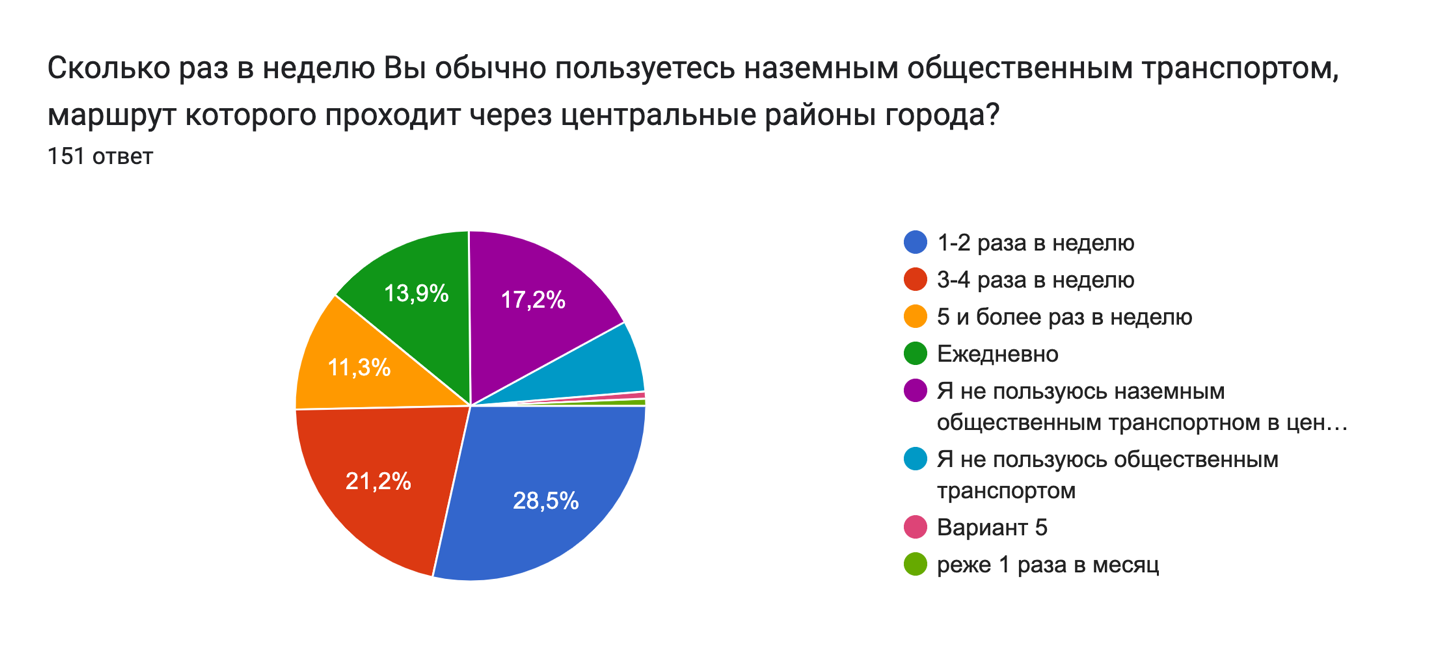 Сколько раз в неделю Вы обычно пользуетесь наземным общественным транспортом,
маршрут которого проходит через центральные районы города?
151 ответ
13,9%
17,2%
11,3%
21,2%
28,5%
1-2 раза в неделю
3-4 раза в неделю
5 и более раз в неделю
Ежедневно
Я не пользуюсь наземным
общественным транспортном в цен...
Я не пользуюсь общественным
транспортом
Вариант 5
реже 1 раза в месяц